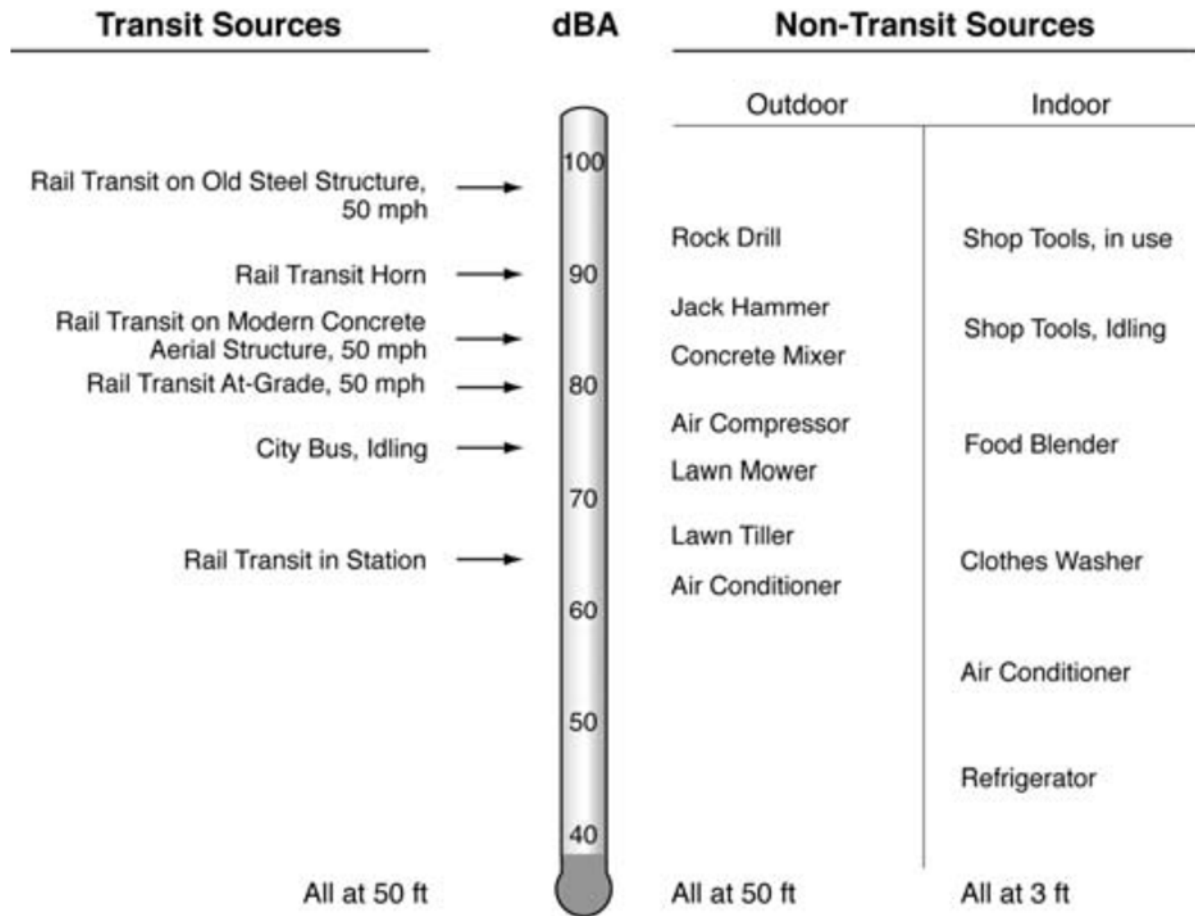 Transit Sources
dBA
Non-Transit Sources
Outdoor
Indoor
Rail Transit on Old Steel Structure,
50 mph
Rail Transit Horn
Rail Transit on Modern Concrete
Aerial Structure, 50 mph
Rail Transit At-Grade, 50 mph
City Bus, Idling
Rail Transit in Station
All at 50 ft
100
90
80
70
60
50
40
Rock Drill
Jack Hammer
Concrete Mixer
Air Compressor
Lawn Mower
Lawn Tiller
Air Conditioner
All at 50 ft
Shop Tools, in use
Shop Tools, Idling
Food Blender
Clothes Washer
Air Conditioner
Refrigerator
All at 3 ft